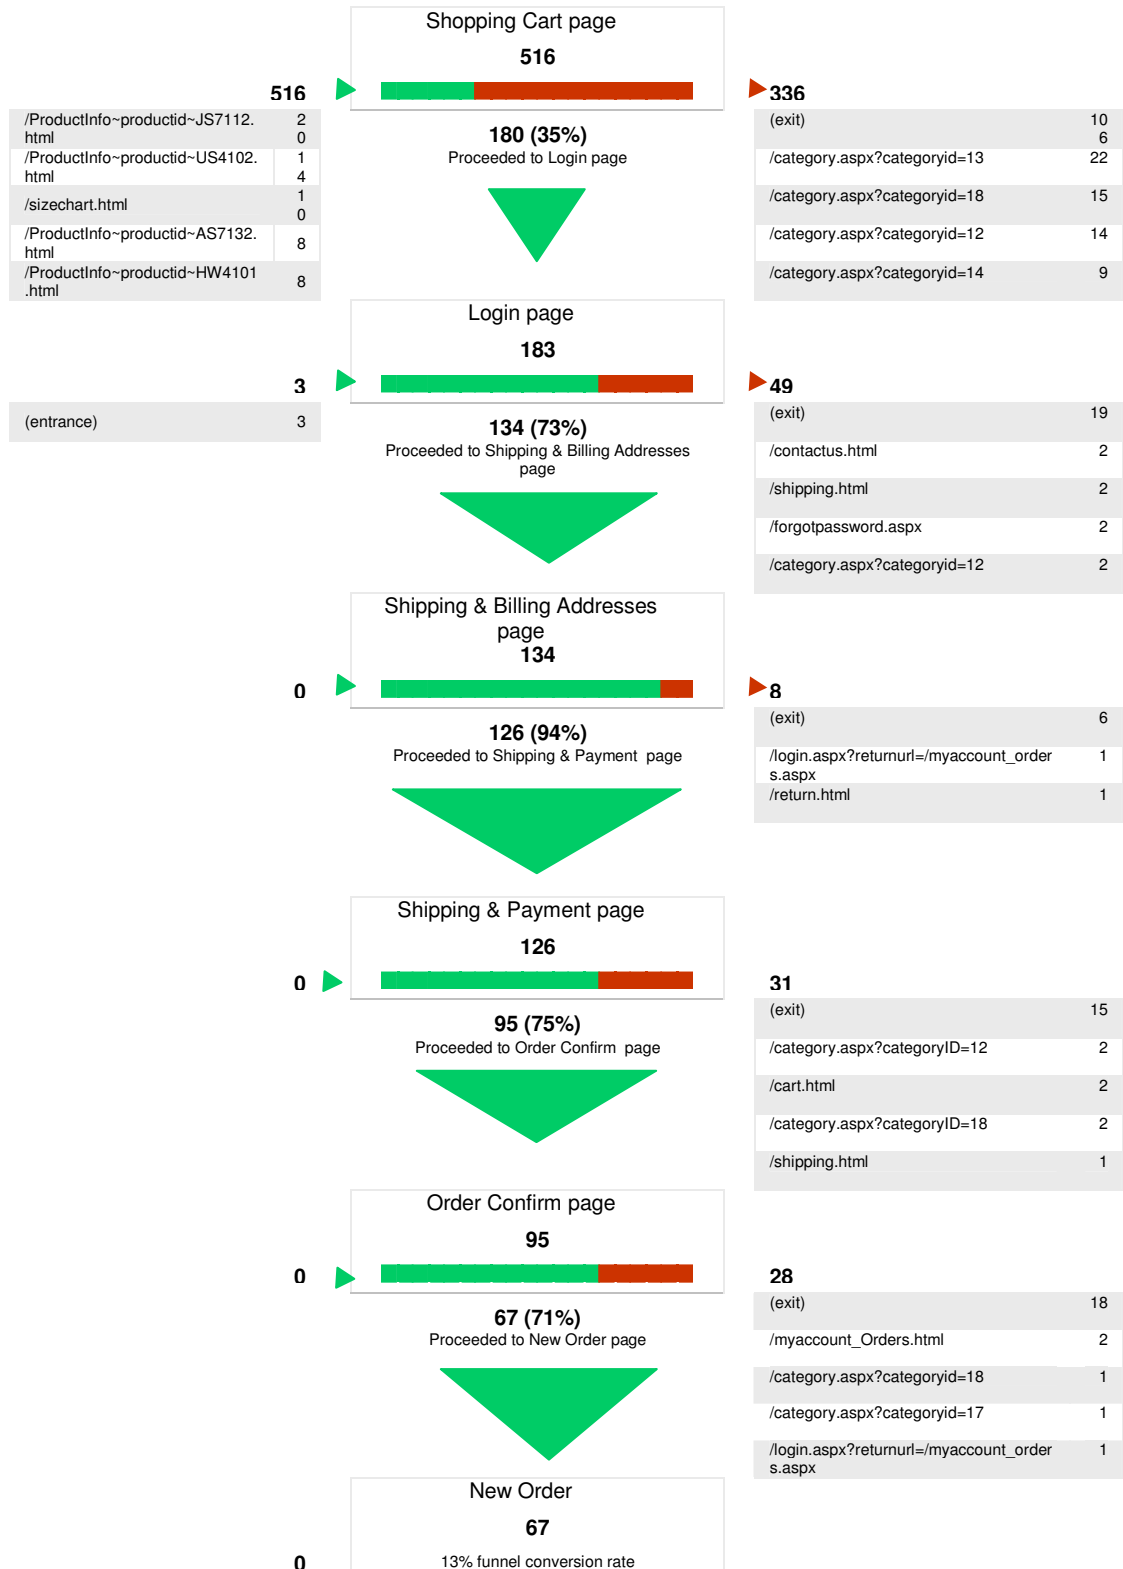 Shopping Cart page
516
516
336
/ProductInfo~productid~JS7112.
html
2
0
/ProductInfo~productid~US4102.
html
1
4
/sizechart.html
1
0
/ProductInfo~productid~AS7132.
html
8
/ProductInfo~productid~HW4101
.html
8
180 (35%)
Proceeded to Login page
(exit)
10
6
/category.aspx?categoryid=13 22
/category.aspx?categoryid=18 15
/category.aspx?categoryid=12 14
/category.aspx?categoryid=14 9
Login page
183
3
49
(entrance) 3
134 (73%)
Proceeded to Shipping & Billing Addresses
page
(exit) 19
/contactus.html 2
/shipping.html 2
/forgotpassword.aspx 2
/category.aspx?categoryid=12 2
Shipping & Billing Addresses
page
134
0
8
126 (94%)
Proceeded to Shipping & Payment page
(exit) 6
/login.aspx?returnurl=/myaccount_order 1
s.aspx
/return.html 1
Shipping & Payment page
126
0
31
95 (75%)
Proceeded to Order Confirm page
(exit) 15
/category.aspx?categoryID=12 2
/cart.html 2
/category.aspx?categoryID=18 2
/shipping.html 1
Order Confirm page
95
0
28
67 (71%)
Proceeded to New Order page
(exit) 18
/myaccount_Orders.html 2
/category.aspx?categoryid=18 1
/category.aspx?categoryid=17 1
/login.aspx?returnurl=/myaccount_order 1
s.aspx
New Order
67
0
13% funnel conversion rate